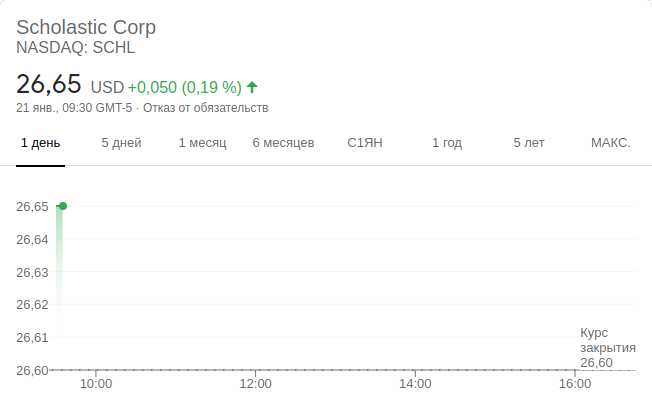 Scholastic Corp
NASDAQ: SCHL
26,65 USD +0,050 (0,19 %)
21 янв., 09:30 GMT-5 · Отказ от обязательств
1 день 5 дней 1 месяц 6 месяцев С1ЯН 1 год 5 лет МАКС.
26,65
26,64
26,63
26,62
26,61
26,60
Курс
закрытия
26,60
10:00 12:00 14:00 16:00